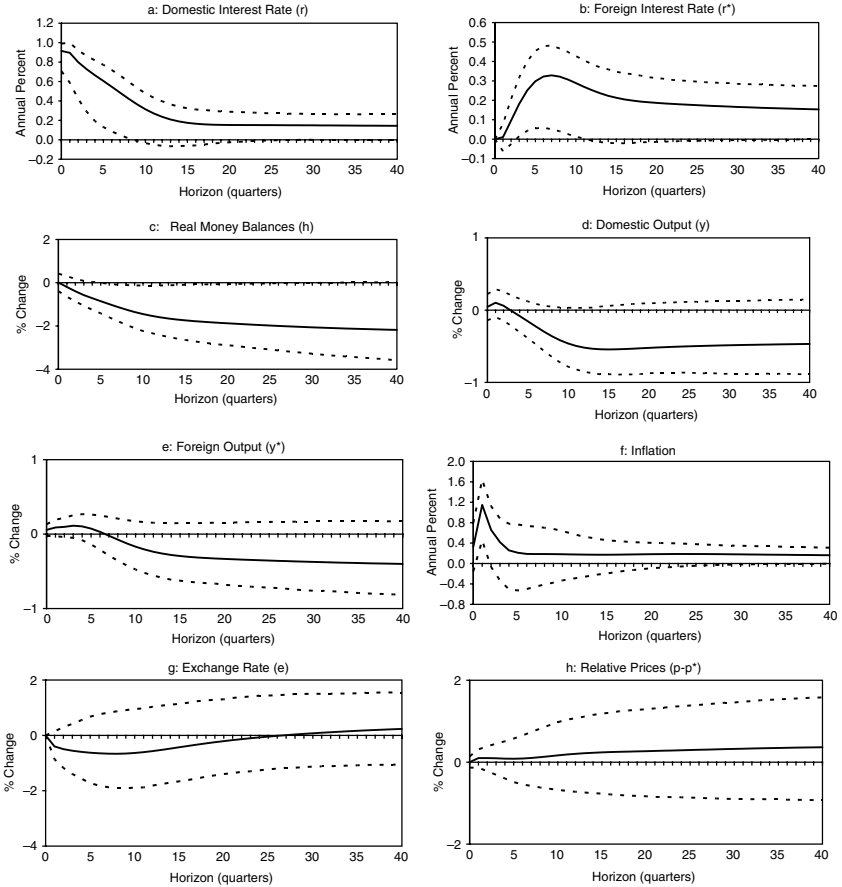 a: Domestic Interest Rate (r)
Annual Percent
1.2
1.0
0.8
0.6
0.4
0.2
0.0
–0.2
0 5 10 15 20 25 30 35 40
Horizon (quarters)
b: Foreign Interest Rate (r*)
Annual Percent
0.6
0.5
0.4
0.3
0.2
0.1
0.0
–0.1
0 5 10 15 20 25 30 35 40
Horizon (quarters)
c: Real Money Balances (h)
% Change
2
0
–2
–4
0 5 10 15 20 25 30 35 40
Horizon (quarters)
d: Domestic Output (y)
% Change
1
0
–1
0 5 10 15 20 25 30 35 40
Horizon (quarters)
e: Foreign Output (y*)
% Change
1
0
–1
0 5 10 15 20 25 30 35 40
Horizon (quarters)
f: Inflation
Annual Percent
2.0
1.6
1.2
0.8
0.4
0.0
–0.4
–0.8
0 5 10 15 20 25 30 35 40
Horizon (quarters)
g: Exchange Rate (e)
% Change
2
0
–2
–4
0 5 10 15 20 25 30 35 40
Horizon (quarters)
h: Relative Prices (p-p*)
% Change
2
0
–2
0 5 10 15 20 25 30 35 40
Horizon (quarters)